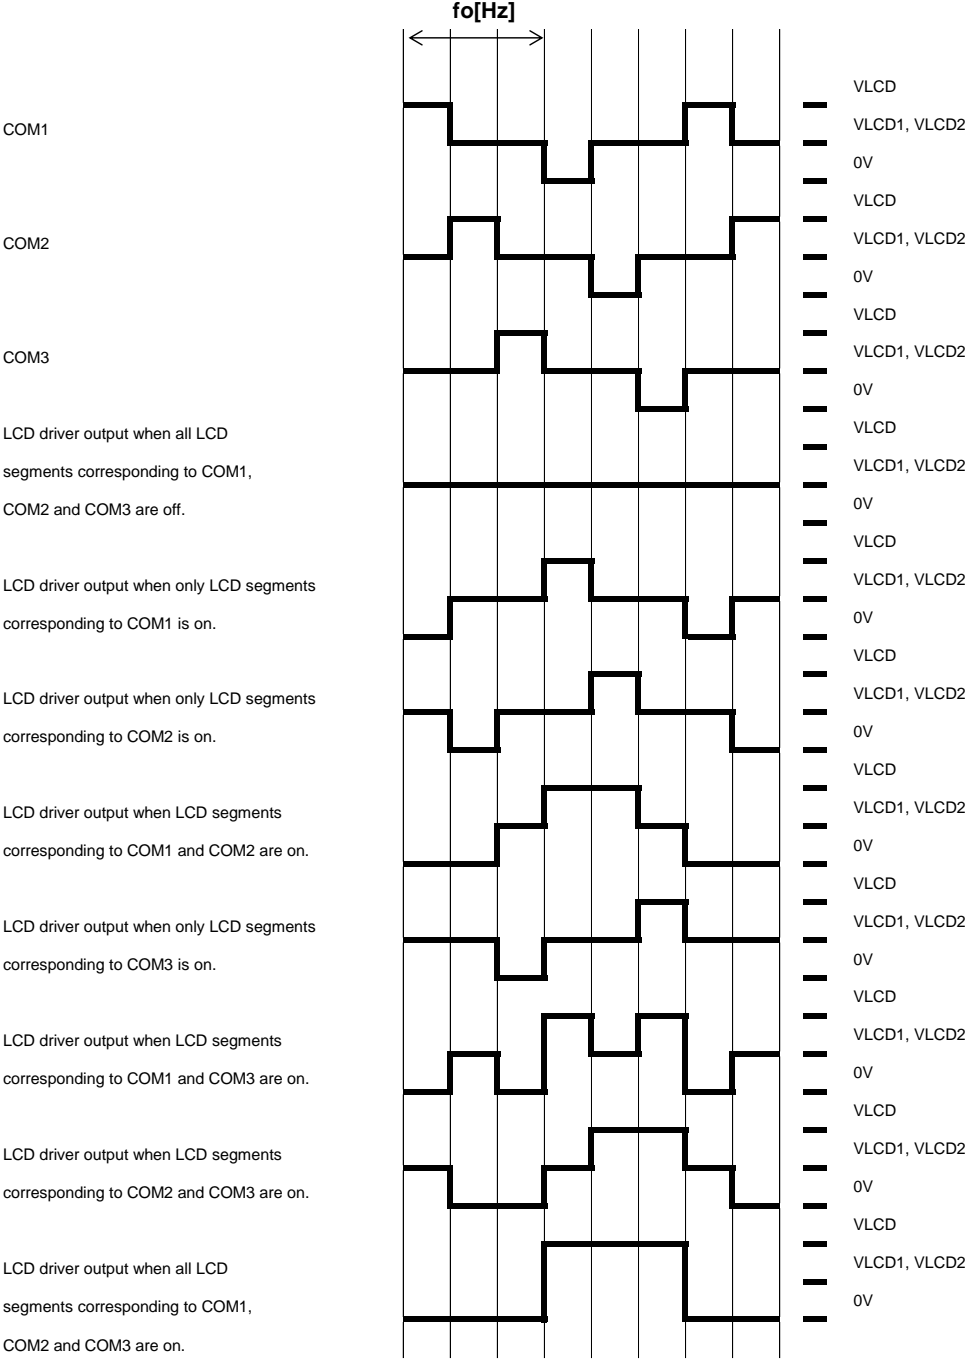 fo[Hz]
VLCD
COM1
VLCD1, VLCD2
0V
VLCD
COM2
VLCD1, VLCD2
0V
VLCD
COM3
VLCD1, VLCD2
0V
LCD driver output when all LCD
VLCD
segments corresponding to COM1,
VLCD1, VLCD2
COM2 and COM3 are off.
0V
VLCD
LCD driver output when only LCD segments
VLCD1, VLCD2
corresponding to COM1 is on.
0V
VLCD
LCD driver output when only LCD segments
VLCD1, VLCD2
corresponding to COM2 is on.
0V
VLCD
LCD driver output when LCD segments
VLCD1, VLCD2
corresponding to COM1 and COM2 are on.
0V
VLCD
LCD driver output when only LCD segments
VLCD1, VLCD2
corresponding to COM3 is on.
0V
VLCD
LCD driver output when LCD segments
VLCD1, VLCD2
corresponding to COM1 and COM3 are on.
0V
VLCD
LCD driver output when LCD segments
VLCD1, VLCD2
corresponding to COM2 and COM3 are on.
0V
VLCD
LCD driver output when all LCD
VLCD1, VLCD2
segments corresponding to COM1,
0V
COM2 and COM3 are on.